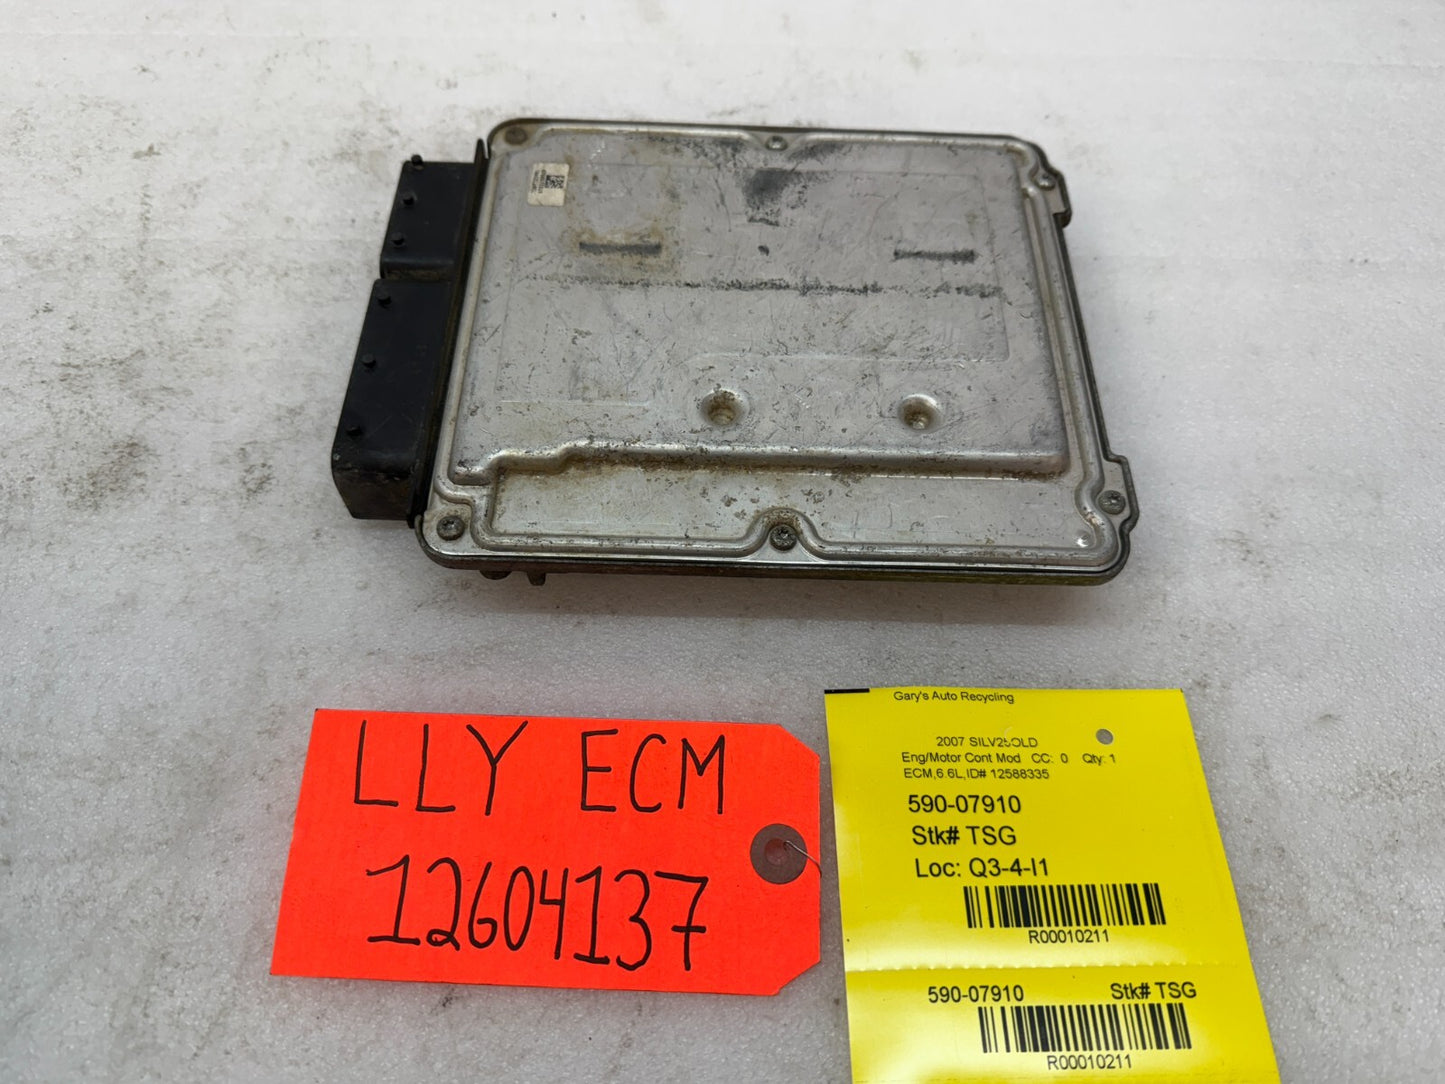 LLY ECM
12604137
Gary's Auto Recycling
2007 SILV25OLD
Eng/Motor Cont Mod CC: 0 Qty: 1
ECM,6.6L,ID# 12588335
590-07910
Stk# TSG
Loc: Q3-4-I1
R00010211
590-07910 Stk# TSG
R00010211